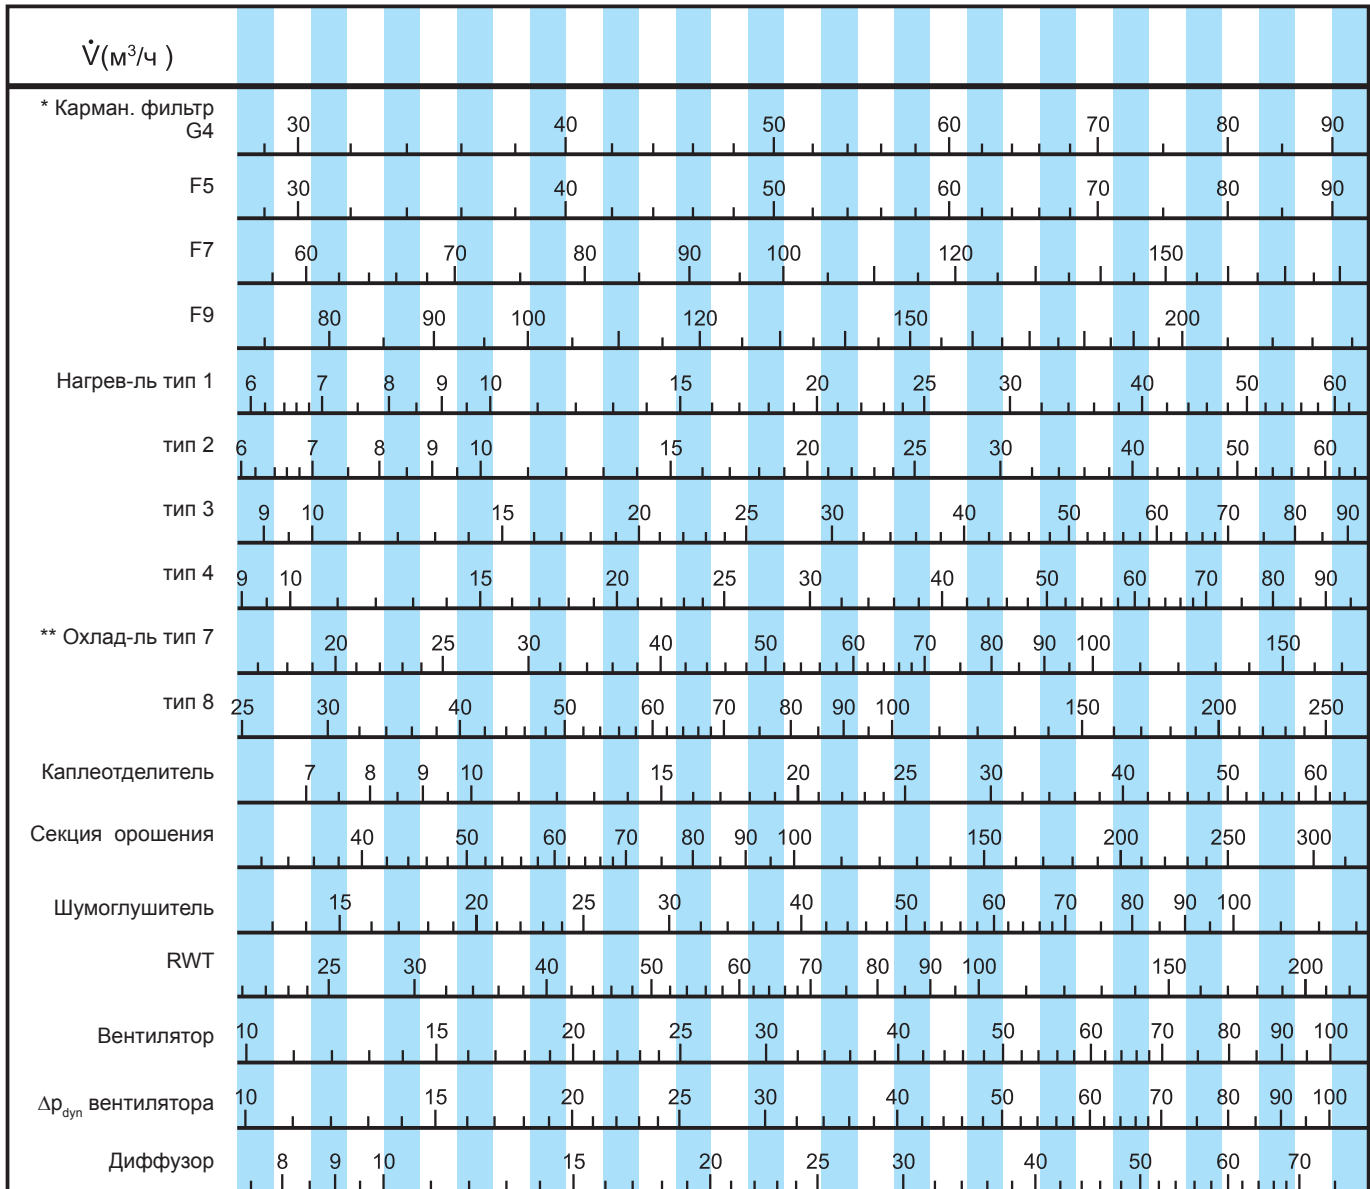 V̇(м³/ч )
* Карман. фильтр
G4
30 40 50 60 70 80 90
F5
30 40 50 60 70 80 90
F7
60 70 80 90 100 120 150
F9
80 90 100 120 150 200
Нагрев-ль тип 1
6 7 8 9 10 15 20 25 30 40 50 60
тип 2
6 7 8 9 10 15 20 25 30 40 50 60
тип 3
9 10 15 20 25 30 40 50 60 70 80 90
тип 4
9 10 15 20 25 30 40 50 60 70 80 90
** Охлад-ль тип 7
20 25 30 40 50 60 70 80 90 100 150
тип 8
25 30 40 50 60 70 80 90 100 150 200 250
Каплеотделитель
7 8 9 10 15 20 25 30 40 50 60
Секция орошения
40 50 60 70 80 90 100 150 200 250 300
Шумоглушитель
15 20 25 30 40 50 60 70 80 90 100
RWT
25 30 40 50 60 70 80 90 100 150 200
Вентилятор
10 15 20 25 30 40 50 60 70 80 90 100
Δp dyn вентилятора
10 15 20 25 30 40 50 60 70 80 90 100
Диффузор
8 9 10 15 20 25 30 40 50 60 70